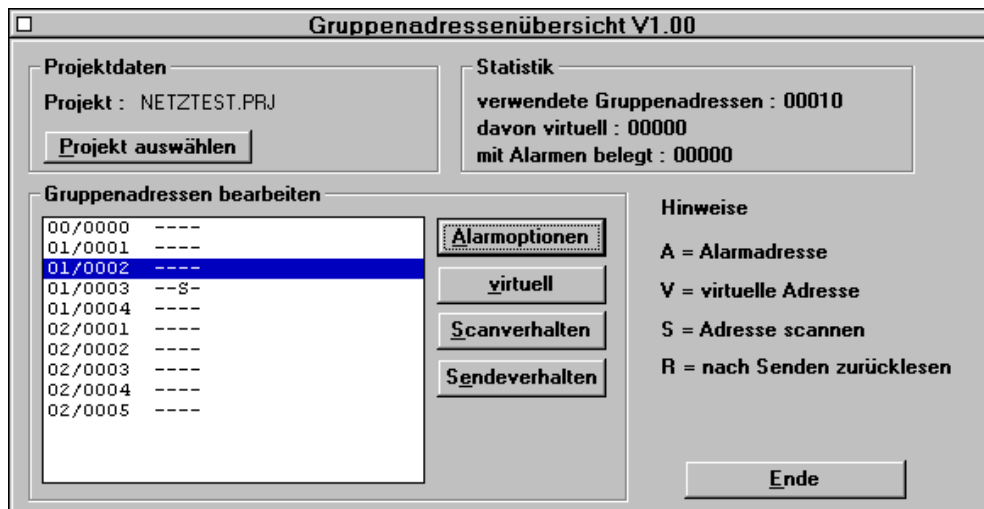 Gruppenadressenübersicht V1.00
Projektdaten
Projekt : NETZTEST.PRJ
Projekt auswählen
Statistik
verwendete Gruppenadressen : 00010
davon virtuell : 00000
mit Alarmen belegt : 00000
Gruppenadressen bearbeiten
00/0000 ----
01/0001 ----
01/0002 ----
01/0003 --S-
01/0004 ----
02/0001 ----
02/0002 ----
02/0003 ----
02/0004 ----
02/0005 ----
Alarmoptionen
virtuell
Scanverhalten
Sendeverhalten
Hinweise
A = Alarmadresse
V = virtuelle Adresse
S = Adresse scannen
R = nach Senden zurücklesen
Ende